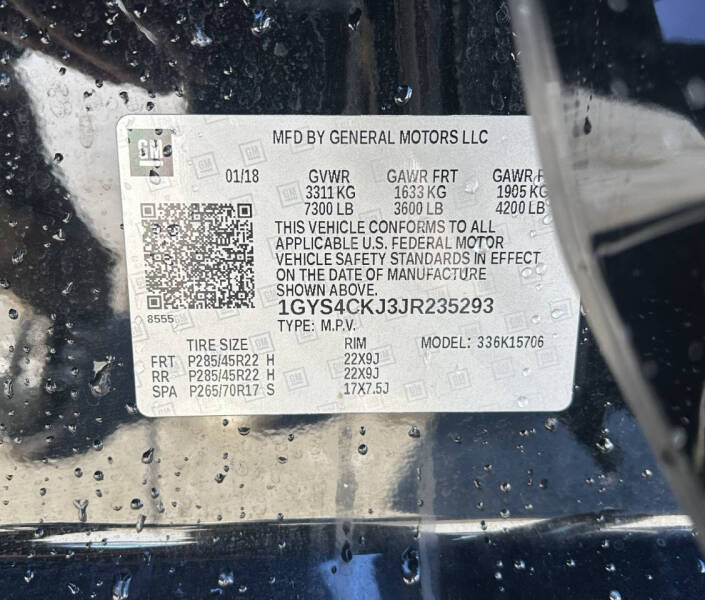 GM
MFD BY GENERAL MOTORS LLC
01/18 GVWR GAWR FRT GAWR
3311 KG 1633 KG 1905 KG
7300 LB 3600 LB 4200 LB
THIS VEHICLE CONFORMS TO ALL
APPLICABLE U.S. FEDERAL MOTOR
VEHICLE SAFETY STANDARDS IN EFFECT
ON THE DATE OF MANUFACTURE
SHOWN ABOVE.
1GYS4CKJ3JR235293
8555
TYPE: M.P.V.
TIRE SIZE RIM MODEL: 336K15706
FRT P285/45R22 H 22X9J
RR P285/45R22 H 22X9J
SPA P265/70R17 S 17X7.5J